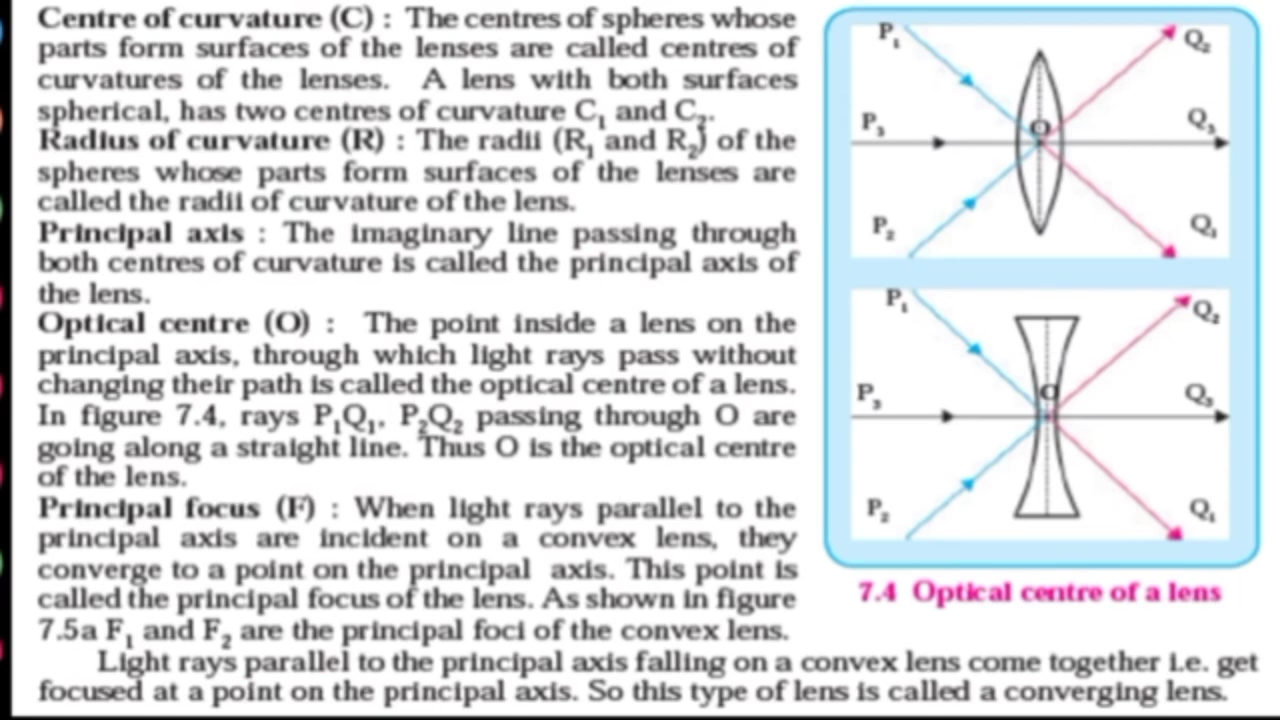 Centre of curvature (C) : The centres of spheres whose
parts form surfaces of the lenses are called centres of
curvatures of the lenses. A lens with both surfaces
spherical, has two centres of curvature C₁ and C₂.
Radius of curvature (R) : The radii (R₁ and R₂) of the
spheres whose parts form surfaces of the lenses are
called the radii of curvature of the lens.
Principal axis : The imaginary line passing through
both centres of curvature is called the principal axis of
the lens.
Optical centre (O) : The point inside a lens on the
principal axis, through which light rays pass without
changing their path is called the optical centre of a lens.
In figure 7.4, rays P₁Q₁, P₂Q₂ passing through O are
going along a straight line. Thus O is the optical centre
of the lens.
Principal focus (F) : When light rays parallel to the
principal axis are incident on a convex lens, they
converge to a point on the principal axis. This point is
called the principal focus of the lens. As shown in figure
7.5a F₁ and F₂ are the principal foci of the convex lens.
Light rays parallel to the principal axis falling on a convex lens come together i.e. get
focused at a point on the principal axis. So this type of lens is called a converging lens.
P₁ Q₂
P₃ O Q₃
P₂ Q₁
P₁ Q₂
P₃ O Q₃
P₂ Q₁
7.4 Optical centre of a lens